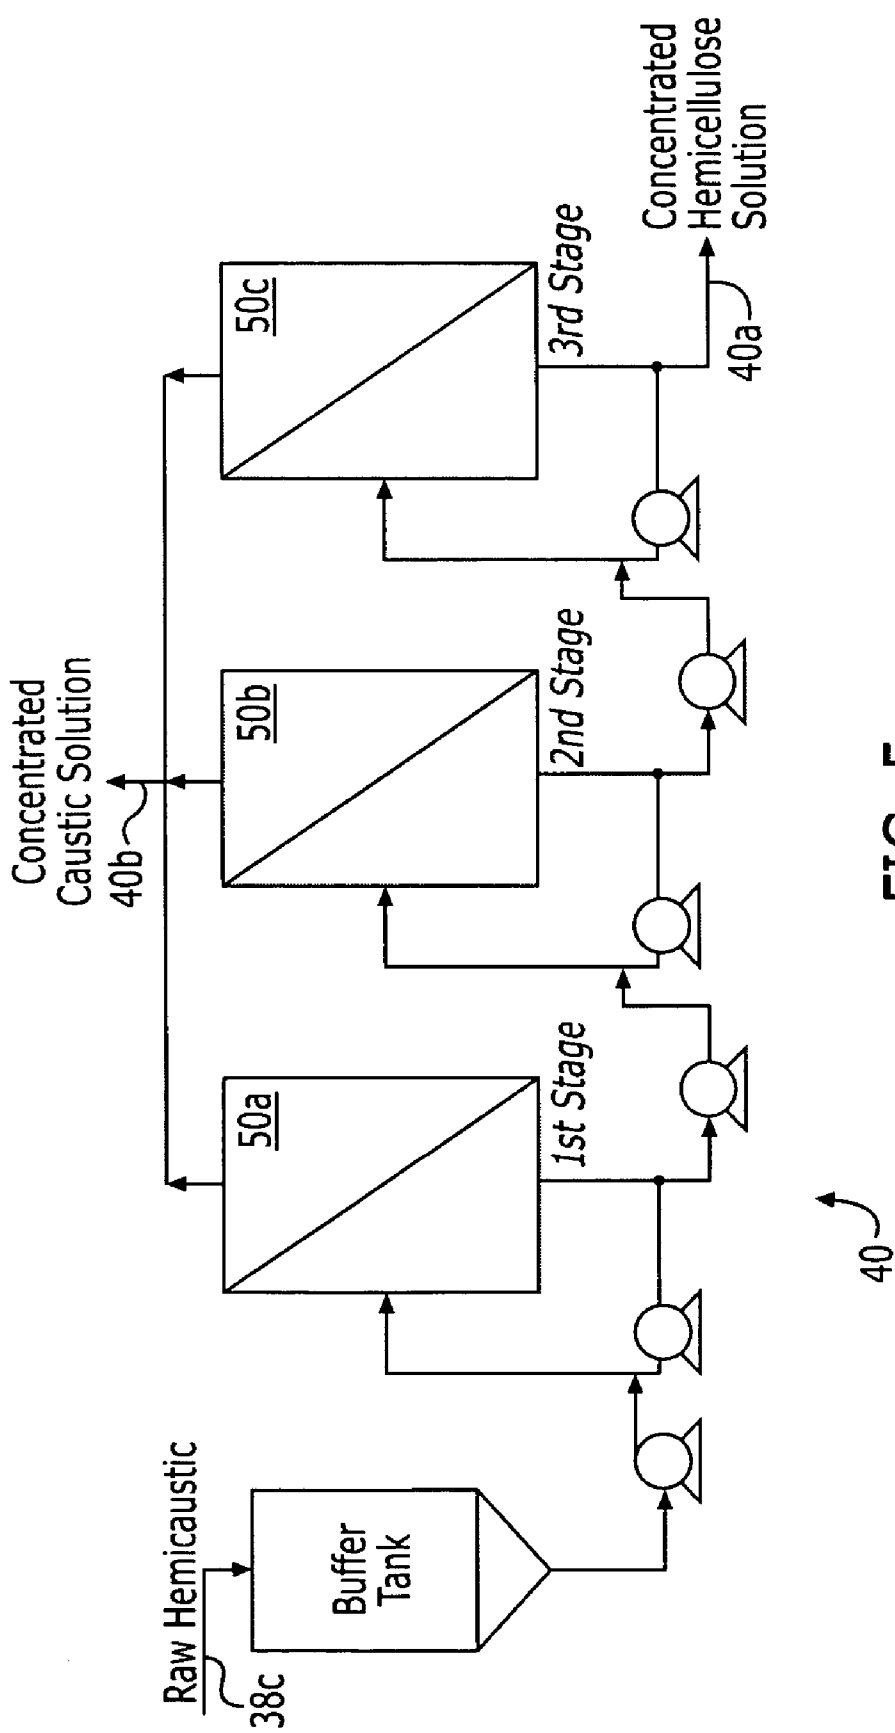 Concentrated
Caustic Solution
40b
Raw Hemicaustic
38c
Buffer
Tank
50a
1st Stage
50b
2nd Stage
50c
3rd Stage
Concentrated
Hemicellulose
Solution
40a
40